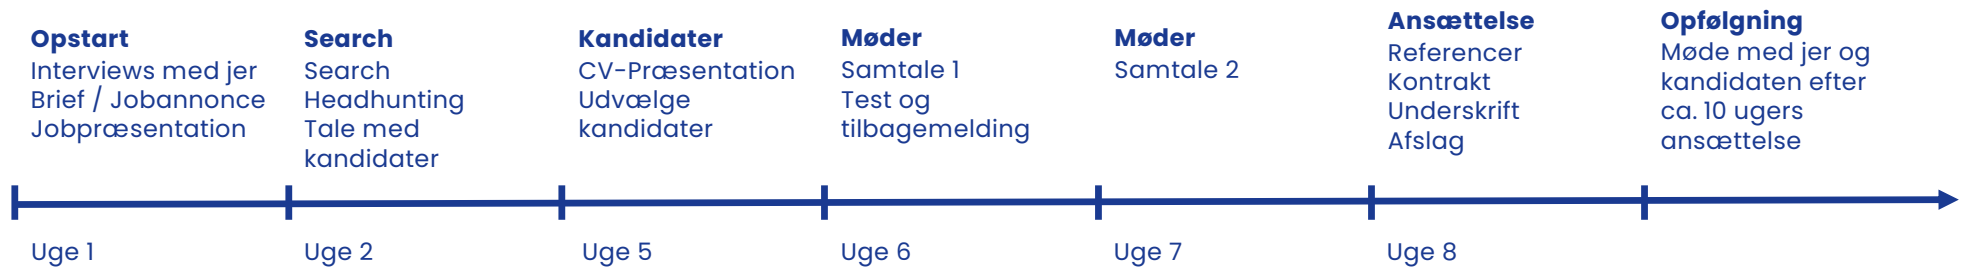 Opstart
Interviews med jer
Brief / Jobannonce
Jobpræsentation
Search
Search
Headhunting
Tale med
kandidater
Kandidater
CV-Præsentation
Udvælge
kandidater
Møder
Samtale 1
Test og
tilbagemelding
Møder
Samtale 2
Ansættelse
Referencer
Kontrakt
Underskrift
Afslag
Opfølgning
Møde med jer og
kandidaten efter
ca. 10 ugers
ansættelse
Uge 1
Uge 2
Uge 5
Uge 6
Uge 7
Uge 8